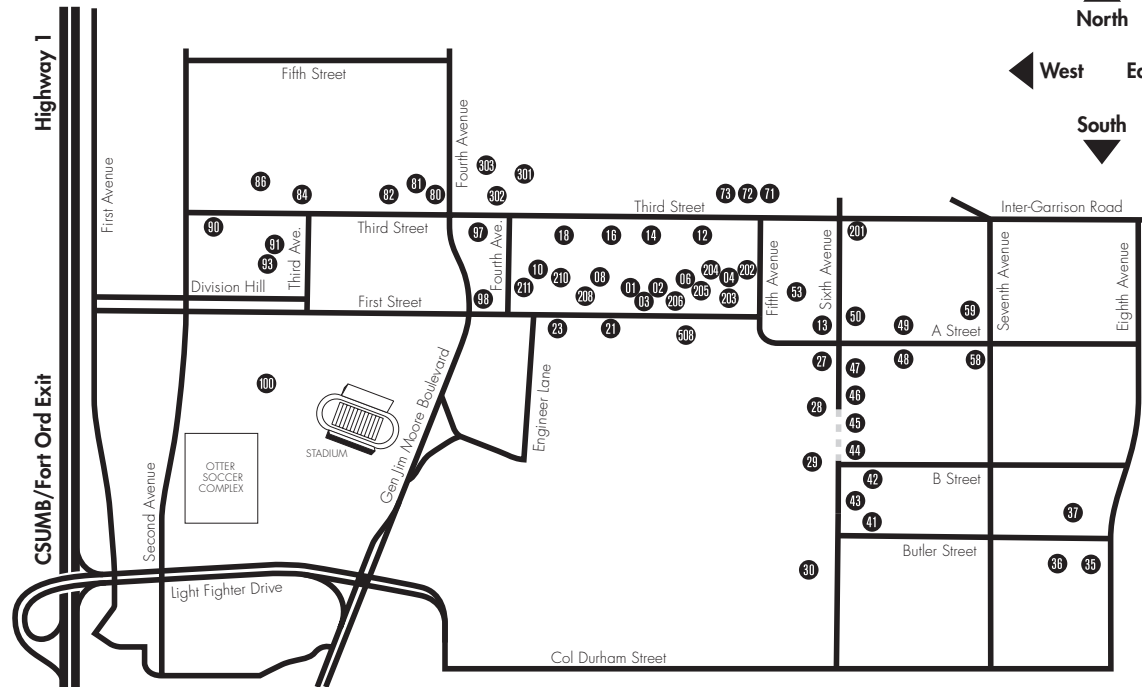 North
West
Ea
South
Highway 1
CSUMB/Fort Ord Exit
Fifth Street
First Avenue
Fourth Avenue
303
301
302
86
84
82
81
80
73
72
71
Third Street
Third Street
Inter-Garrison Road
90
91
93
Third Ave.
97
Fourth Ave.
98
18
16
14
12
10
211
210
208
08
01
02
03
06
206
205
204
04
203
202
Fifth Avenue
53
Sixth Avenue
201
13
50
49
59
A Street
Seventh Avenue
Eighth Avenue
Division Hill
First Street
23
21
508
27
47
48
58
28
46
45
44
29
100
STADIUM
OTTER
SOCCER
COMPLEX
Second Avenue
Gen Jim Moore Boulevard
Engineer Lane
42
43
41
B Street
37
Butler Street
30
36
35
Light Fighter Drive
Col Durham Street